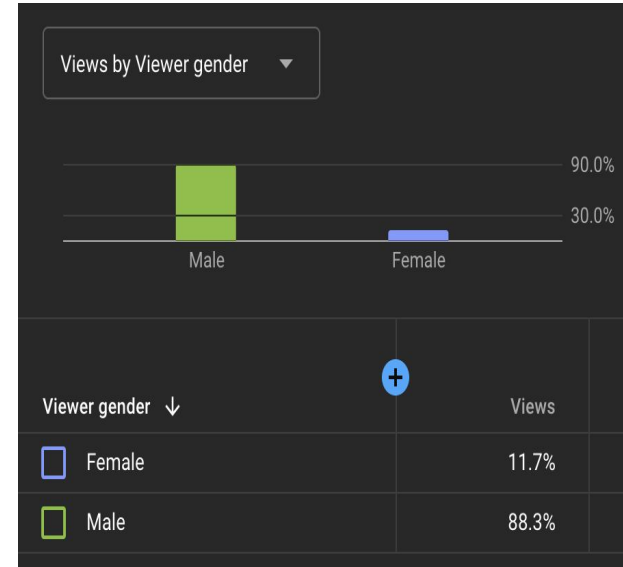 Views by Viewer gender
90.0%
30.0%
Male Female
Viewer gender ↓ Views
Female 11.7%
Male 88.3%